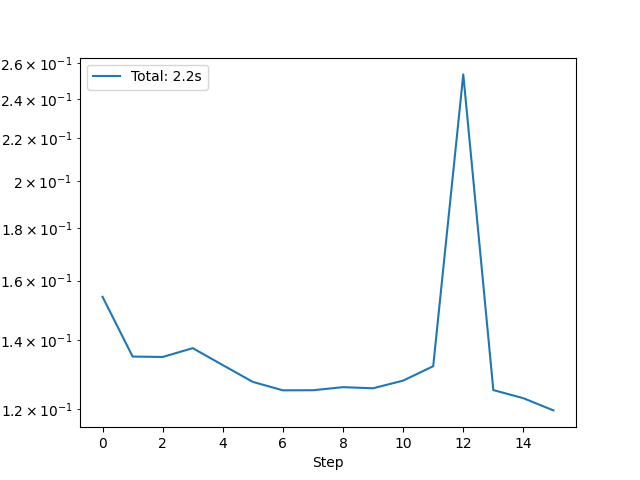 2.6 × 10⁻¹
2.4 × 10⁻¹
2.2 × 10⁻¹
2 × 10⁻¹
1.8 × 10⁻¹
1.6 × 10⁻¹
1.4 × 10⁻¹
1.2 × 10⁻¹
Total: 2.2s
0 2 4 6 8 10 12 14
Step